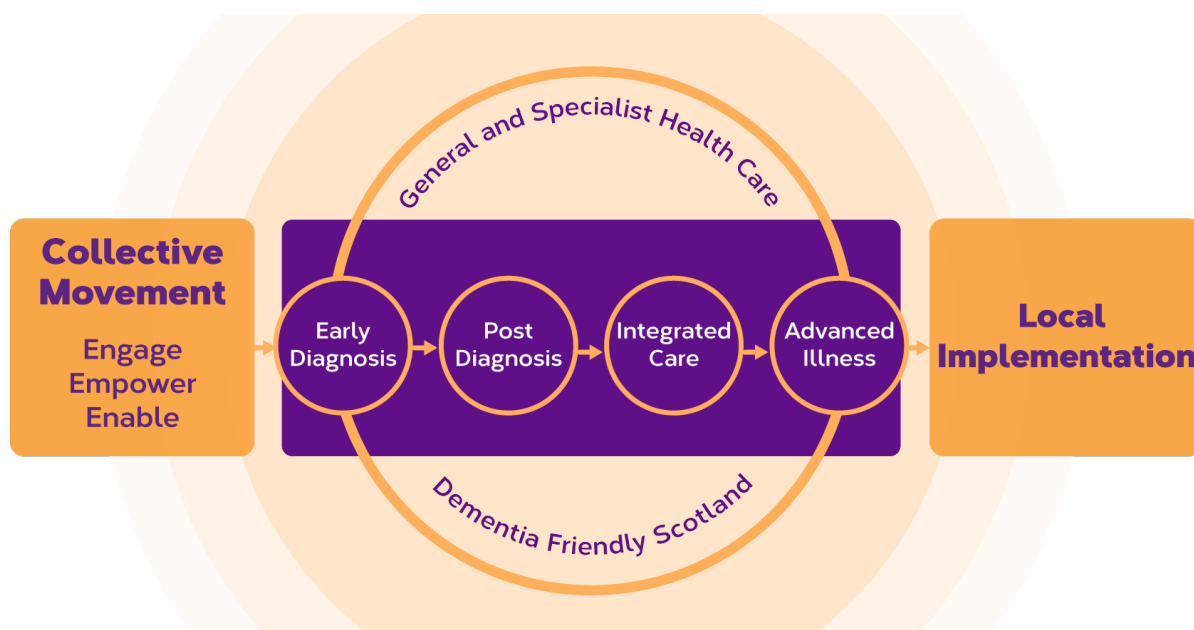 General and Specialist Health Care
Collective
Movement
Engage
Empower
Enable
Early
Diagnosis
Post
Diagnosis
Integrated
Care
Advanced
Illness
Local
Implementation
Dementia Friendly Scotland